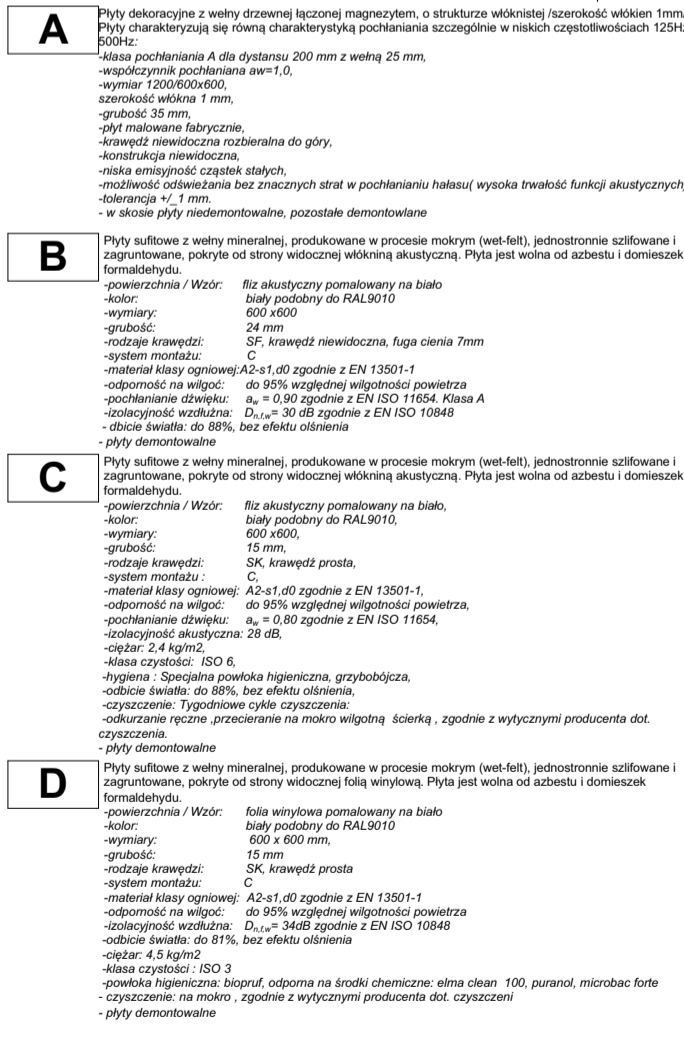 A
Płyty dekoracyjne z wełny drzewnej łączonej magnezytem, o strukturze włóknistej /szerokość włókien 1mm/
Płyty charakteryzują się równą charakterystyką pochłaniania szczególnie w niskich częstotliwościach 125Hz
500Hz:
-klasa pochłaniania A dla dystansu 200 mm z wełną 25 mm,
-współczynnik pochłaniana aw=1,0,
-wymiar 1200/600x600,
szerokość włókna 1 mm,
-grubość 35 mm,
-płyt malowane fabrycznie,
-krawędź niewidoczna rozbieralna do góry,
-konstrukcja niewidoczna,
-niska emisyjność cząstek stałych,
-możliwość odświeżania bez znacznych strat w pochłanianiu hałasu( wysoka trwałość funkcji akustycznych)
-tolerancja +/_1 mm.
- w skosie płyty niedemontowalne, pozostałe demontowlane
B
Płyty sufitowe z wełny mineralnej, produkowane w procesie mokrym (wet-felt), jednostronnie szlifowane i
zagruntowane, pokryte od strony widocznej włókniną akustyczną. Płyta jest wolna od azbestu i domieszek
formaldehydu.
-powierzchnia / Wzór: fliz akustyczny pomalowany na biało
-kolor: biały podobny do RAL9010
-wymiary: 600 x600
-grubość: 24 mm
-rodzaje krawędzi: SF, krawędź niewidoczna, fuga cienia 7mm
-system montażu: C
-materiał klasy ogniowej:A2-s1,d0 zgodnie z EN 13501-1
-odporność na wilgoć: do 95% względnej wilgotności powietrza
-pochłanianie dźwięku: aw = 0,90 zgodnie z EN ISO 11654. Klasa A
-izolacyjność wzdłużna: Dn,f,w= 30 dB zgodnie z EN ISO 10848
- dbicie światła: do 88%, bez efektu olśnienia
- płyty demontowalne
C
Płyty sufitowe z wełny mineralnej, produkowane w procesie mokrym (wet-felt), jednostronnie szlifowane i
zagruntowane, pokryte od strony widocznej włókniną akustyczną. Płyta jest wolna od azbestu i domieszek
formaldehydu.
-powierzchnia / Wzór: fliz akustyczny pomalowany na biało,
-kolor: biały podobny do RAL9010,
-wymiary: 600 x600,
-grubość: 15 mm,
-rodzaje krawędzi: SK, krawędź prosta,
-system montażu : C,
-materiał klasy ogniowej: A2-s1,d0 zgodnie z EN 13501-1,
-odporność na wilgoć: do 95% względnej wilgotności powietrza,
-pochłanianie dźwięku: aw = 0,80 zgodnie z EN ISO 11654,
-izolacyjność akustyczna: 28 dB,
-ciężar: 2,4 kg/m2,
-klasa czystości: ISO 6,
-hygiena : Specjalna powłoka higieniczna, grzybobójcza,
-odbicie światła: do 88%, bez efektu olśnienia,
-czyszczenie: Tygodniowe cykle czyszczenia:
-odkurzanie ręczne ,przecieranie na mokro wilgotną ścierką , zgodnie z wytycznymi producenta dot.
czyszczenia.
- płyty demontowalne
D
Płyty sufitowe z wełny mineralnej, produkowane w procesie mokrym (wet-felt), jednostronnie szlifowane i
zagruntowane, pokryte od strony widocznej folią winylową. Płyta jest wolna od azbestu i domieszek
formaldehydu.
-powierzchnia / Wzór: folia winylowa pomalowany na biało
-kolor: biały podobny do RAL9010
-wymiary: 600 x 600 mm,
-grubość: 15 mm
-rodzaje krawędzi: SK, krawędź prosta
-system montażu: C
-materiał klasy ogniowej: A2-s1,d0 zgodnie z EN 13501-1
-odporność na wilgoć: do 95% względnej wilgotności powietrza
-izolacyjność wzdłużna: Dn,f,w= 34dB zgodnie z EN ISO 10848
-odbicie światła: do 81%, bez efektu olśnienia
-ciężar: 4,5 kg/m2
-klasa czystości : ISO 3
-powłoka higieniczna: biopruf, odporna na środki chemiczne: elma clean 100, puranol, microbac forte
- czyszczenie: na mokro , zgodnie z wytycznymi producenta dot. czyszczeni
- płyty demontowalne